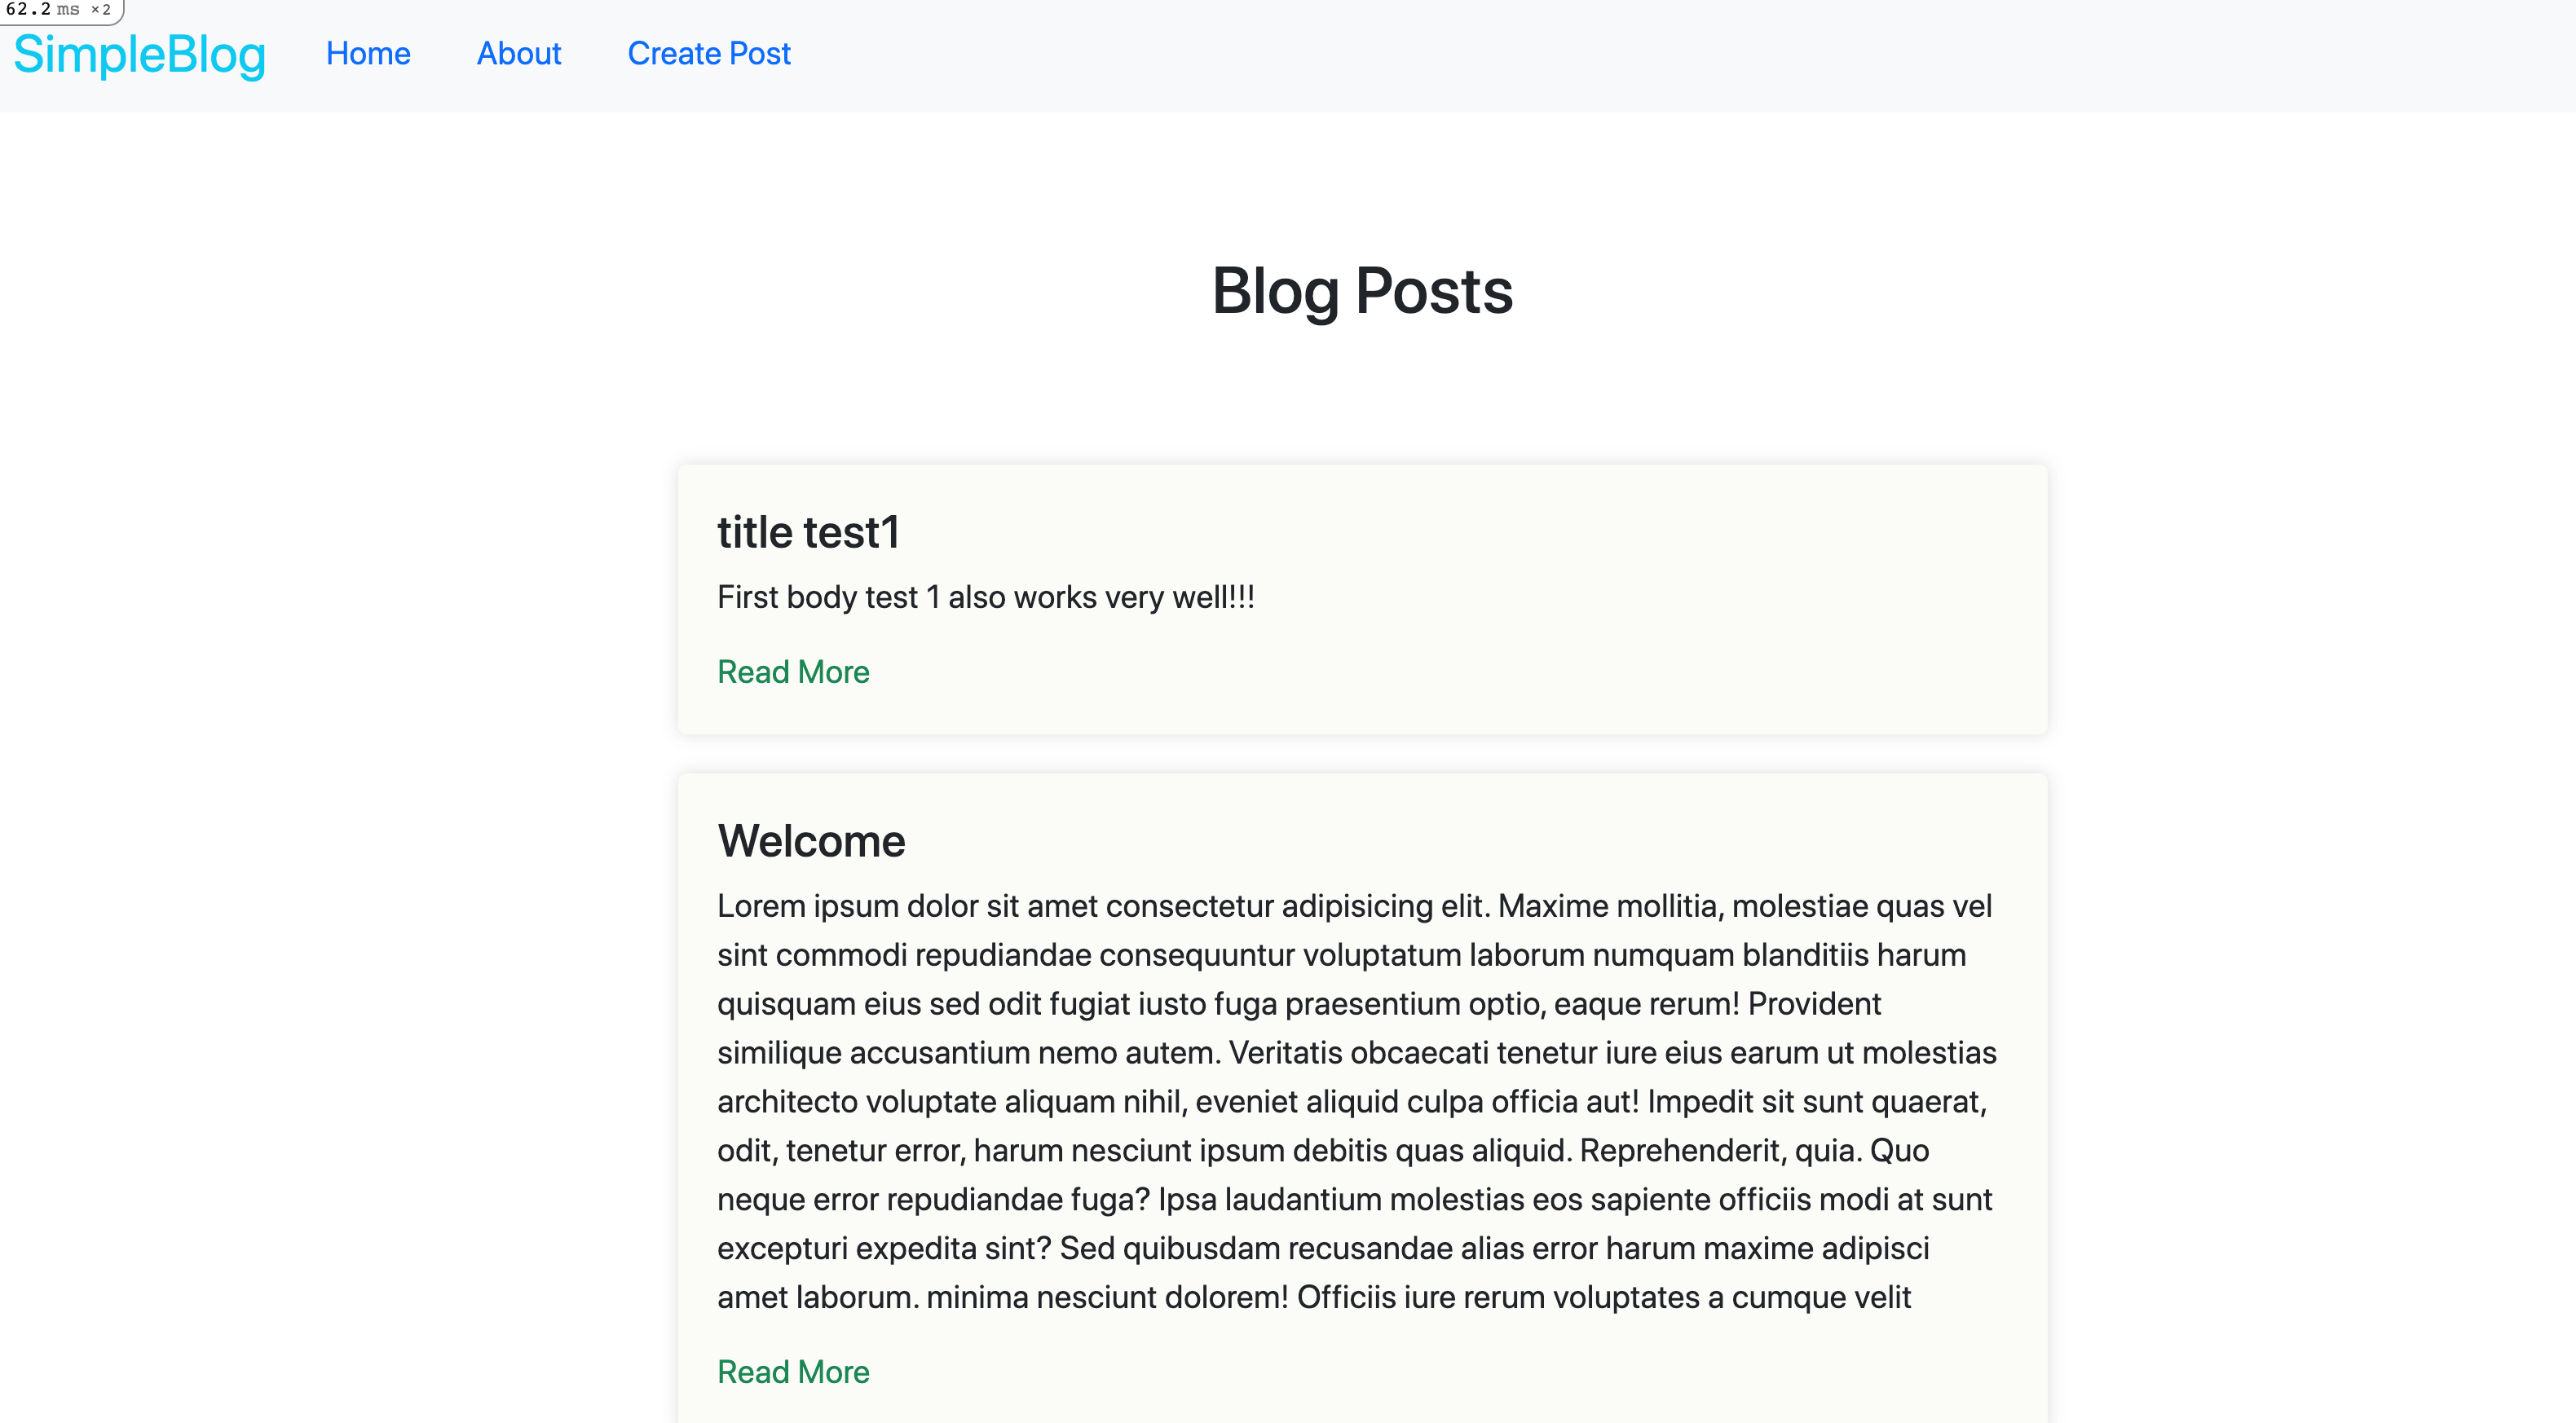 62.2 ms ×2
SimpleBlog Home About Create Post
Blog Posts
title test1
First body test 1 also works very well!!!
Read More
Welcome
Lorem ipsum dolor sit amet consectetur adipisicing elit. Maxime mollitia, molestiae quas vel
sint commodi repudiandae consequuntur voluptatum laborum numquam blanditiis harum
quisquam eius sed odit fugiat iusto fuga praesentium optio, eaque rerum! Provident
similique accusantium nemo autem. Veritatis obcaecati tenetur iure eius earum ut molestias
architecto voluptate aliquam nihil, eveniet aliquid culpa officia aut! Impedit sit sunt quaerat,
odit, tenetur error, harum nesciunt ipsum debitis quas aliquid. Reprehenderit, quia. Quo
neque error repudiandae fuga? Ipsa laudantium molestias eos sapiente officiis modi at sunt
excepturi expedita sint? Sed quibusdam recusandae alias error harum maxime adipisci
amet laborum. minima nesciunt dolorem! Officiis iure rerum voluptates a cumque velit
Read More